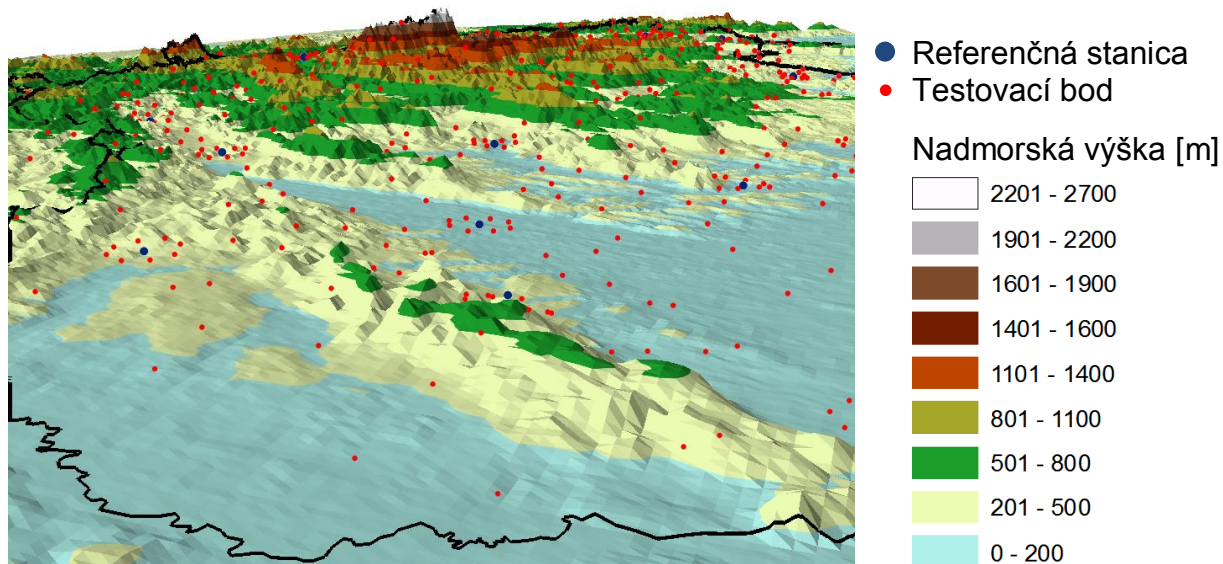 Referenčná stanica
Testovací bod
Nadmorská výška [m]
2201 - 2700
1901 - 2200
1601 - 1900
1401 - 1600
1101 - 1400
801 - 1100
501 - 800
201 - 500
0 - 200